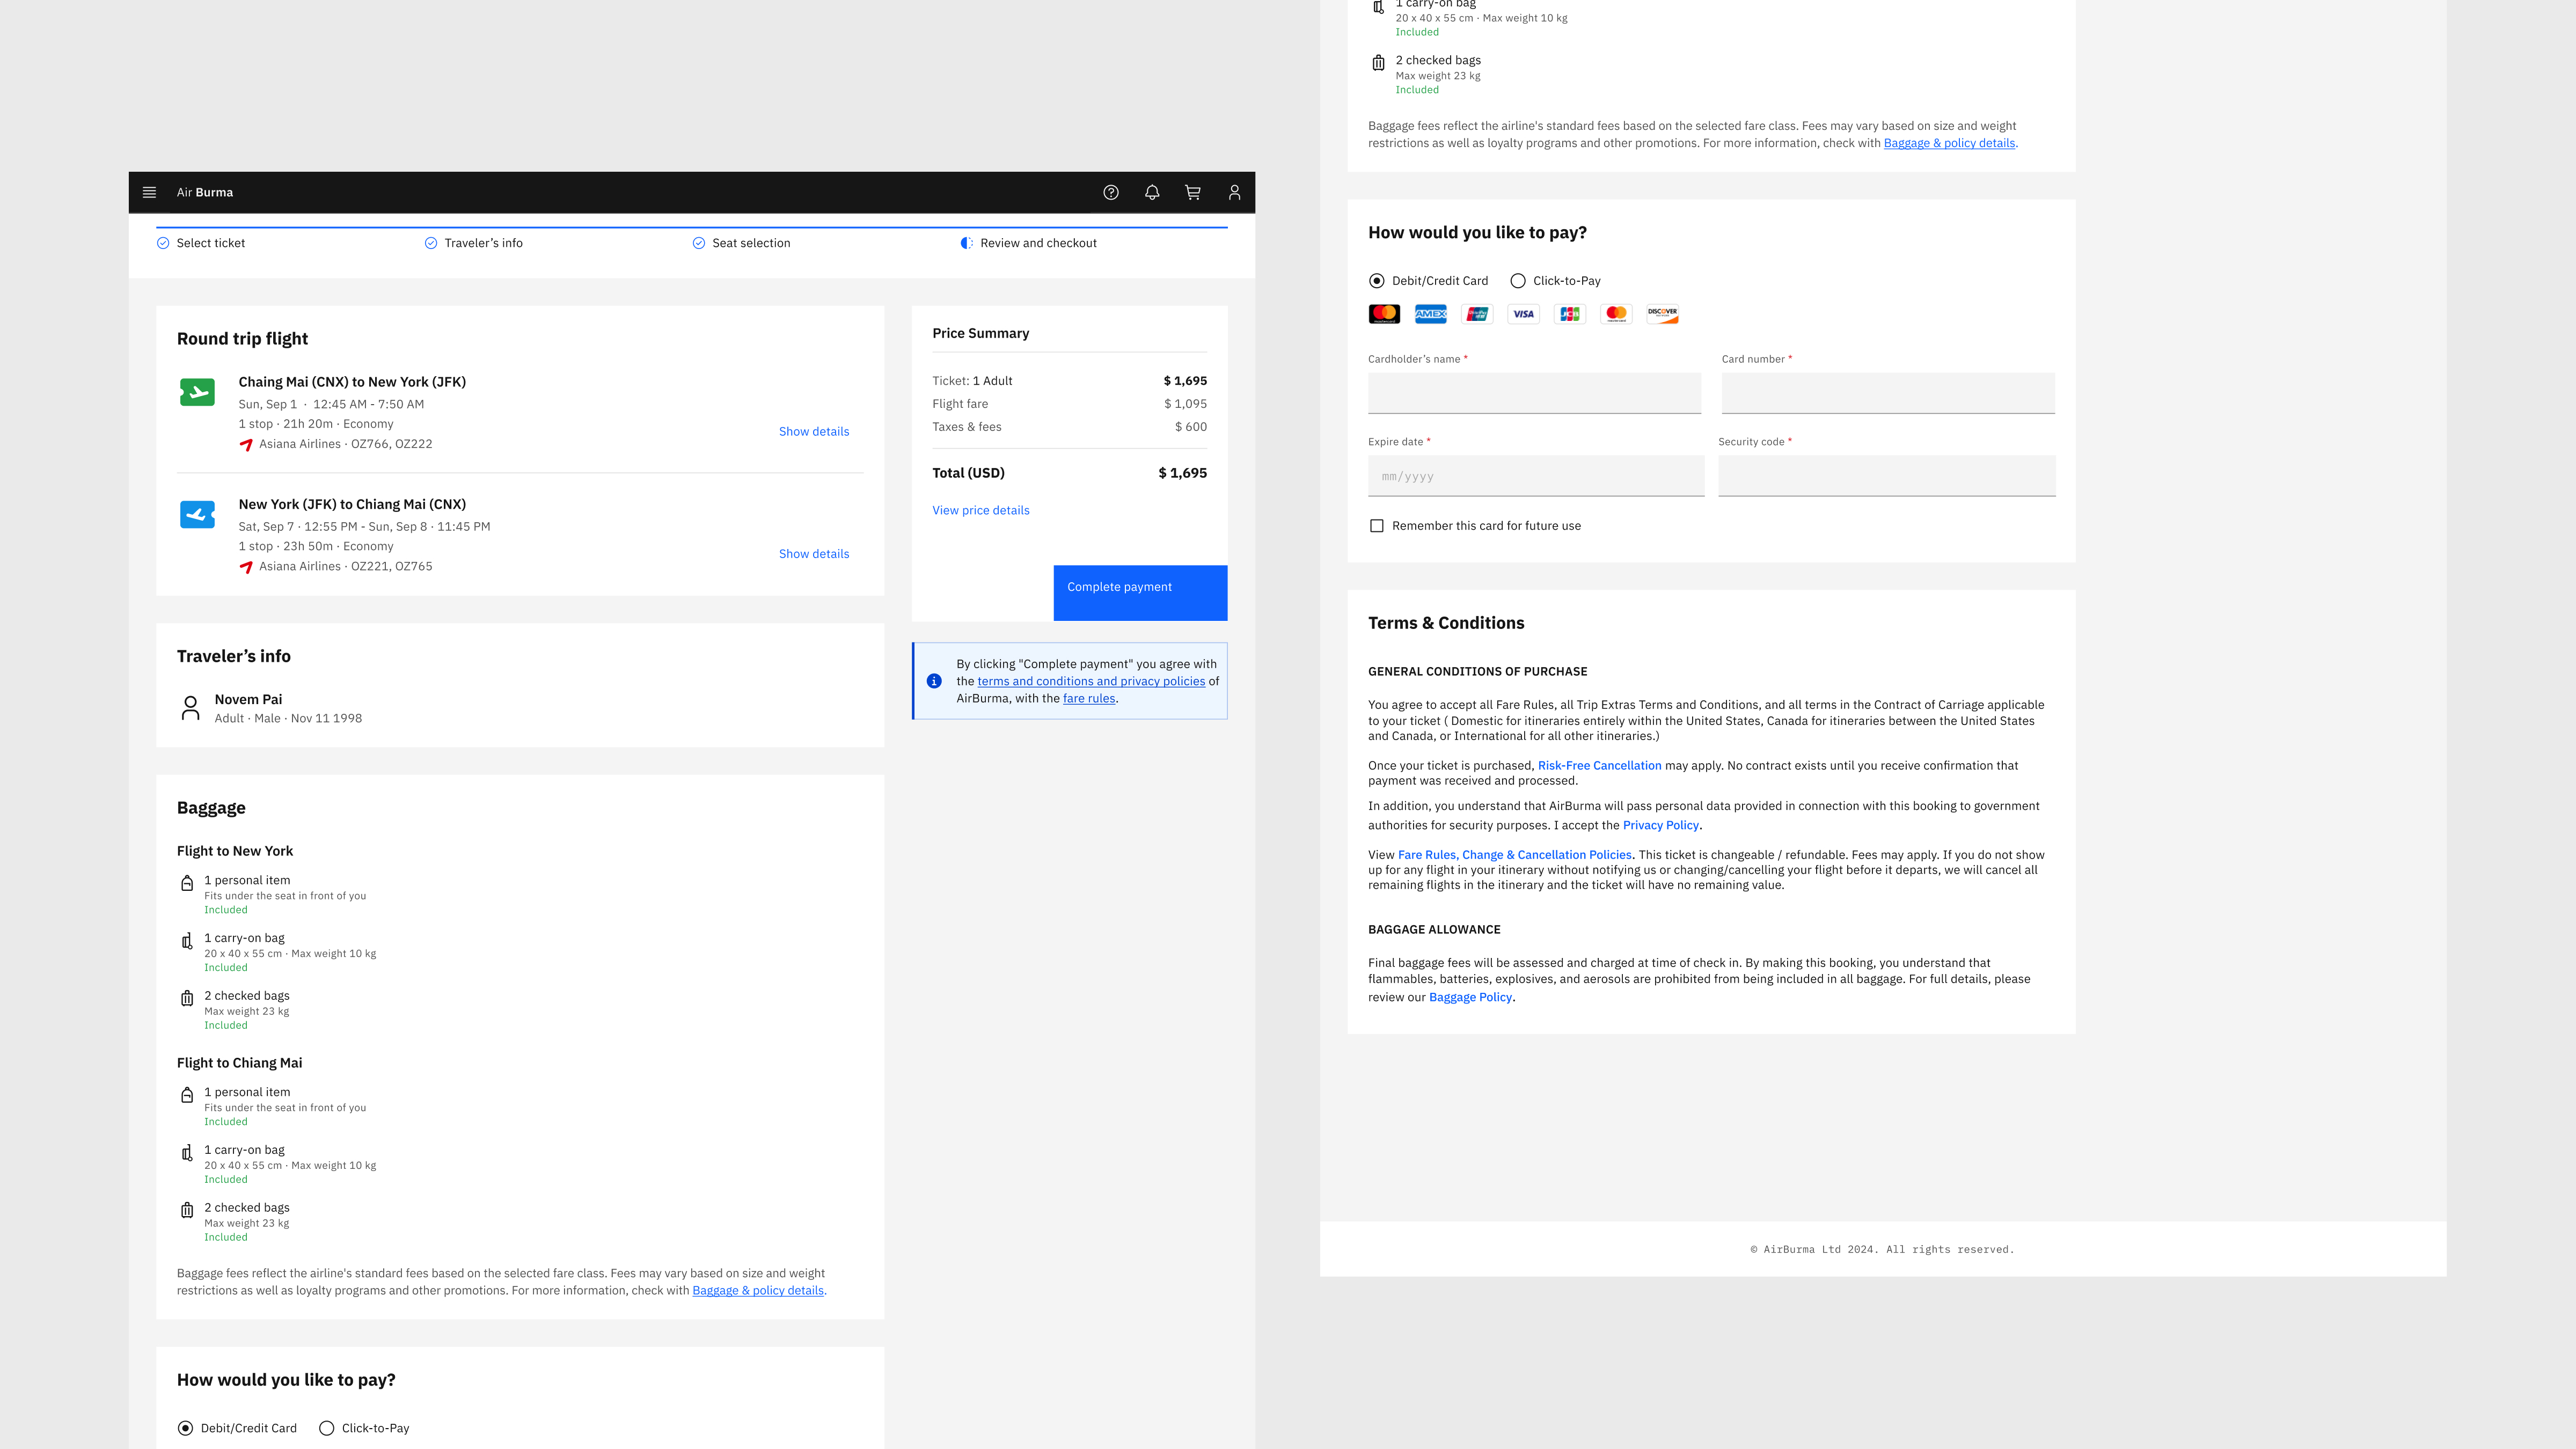 Air Burma
Select ticket
Traveler’s info
Seat selection
Review and checkout
Round trip flight
Chaing Mai (CNX) to New York (JFK)
Sun, Sep 1 · 12:45 AM - 7:50 AM
1 stop · 21h 20m · Economy
Asiana Airlines · OZ766, OZ222
Show details
New York (JFK) to Chiang Mai (CNX)
Sat, Sep 7 · 12:55 PM - Sun, Sep 8 · 11:45 PM
1 stop · 23h 50m · Economy
Asiana Airlines · OZ221, OZ765
Show details
Traveler’s info
Novem Pai
Adult · Male · Nov 11 1998
Baggage
Flight to New York
1 personal item
Fits under the seat in front of you
Included
1 carry-on bag
20 x 40 x 55 cm · Max weight 10 kg
Included
2 checked bags
Max weight 23 kg
Included
Flight to Chiang Mai
1 personal item
Fits under the seat in front of you
Included
1 carry-on bag
20 x 40 x 55 cm · Max weight 10 kg
Included
2 checked bags
Max weight 23 kg
Included
Baggage fees reflect the airline's standard fees based on the selected fare class. Fees may vary based on size and weight
restrictions as well as loyalty programs and other promotions. For more information, check with Baggage & policy details.
How would you like to pay?
Debit/Credit Card
Click-to-Pay
Price Summary
Ticket: 1 Adult $ 1,695
Flight fare $ 1,095
Taxes & fees $ 600
Total (USD) $ 1,695
View price details
Complete payment
By clicking "Complete payment" you agree with
the terms and conditions and privacy policies of
AirBurma, with the fare rules.
1 carry-on bag
20 x 40 x 55 cm · Max weight 10 kg
Included
2 checked bags
Max weight 23 kg
Included
Baggage fees reflect the airline's standard fees based on the selected fare class. Fees may vary based on size and weight
restrictions as well as loyalty programs and other promotions. For more information, check with Baggage & policy details.
How would you like to pay?
Debit/Credit Card
Click-to-Pay
AMEX
VISA
JCB
DISCOVER
Cardholder’s name *
Card number *
Expire date *
Security code *
mm/yyyy
Remember this card for future use
Terms & Conditions
GENERAL CONDITIONS OF PURCHASE
You agree to accept all Fare Rules, all Trip Extras Terms and Conditions, and all terms in the Contract of Carriage applicable
to your ticket ( Domestic for itineraries entirely within the United States, Canada for itineraries between the United States
and Canada, or International for all other itineraries.)
Once your ticket is purchased, Risk-Free Cancellation may apply. No contract exists until you receive confirmation that
payment was received and processed.
In addition, you understand that AirBurma will pass personal data provided in connection with this booking to government
authorities for security purposes. I accept the Privacy Policy.
View Fare Rules, Change & Cancellation Policies. This ticket is changeable / refundable. Fees may apply. If you do not show
up for any flight in your itinerary without notifying us or changing/cancelling your flight before it departs, we will cancel all
remaining flights in the itinerary and the ticket will have no remaining value.
BAGGAGE ALLOWANCE
Final baggage fees will be assessed and charged at time of check in. By making this booking, you understand that
flammables, batteries, explosives, and aerosols are prohibited from being included in all baggage. For full details, please
review our Baggage Policy.
© AirBurma Ltd 2024. All rights reserved.